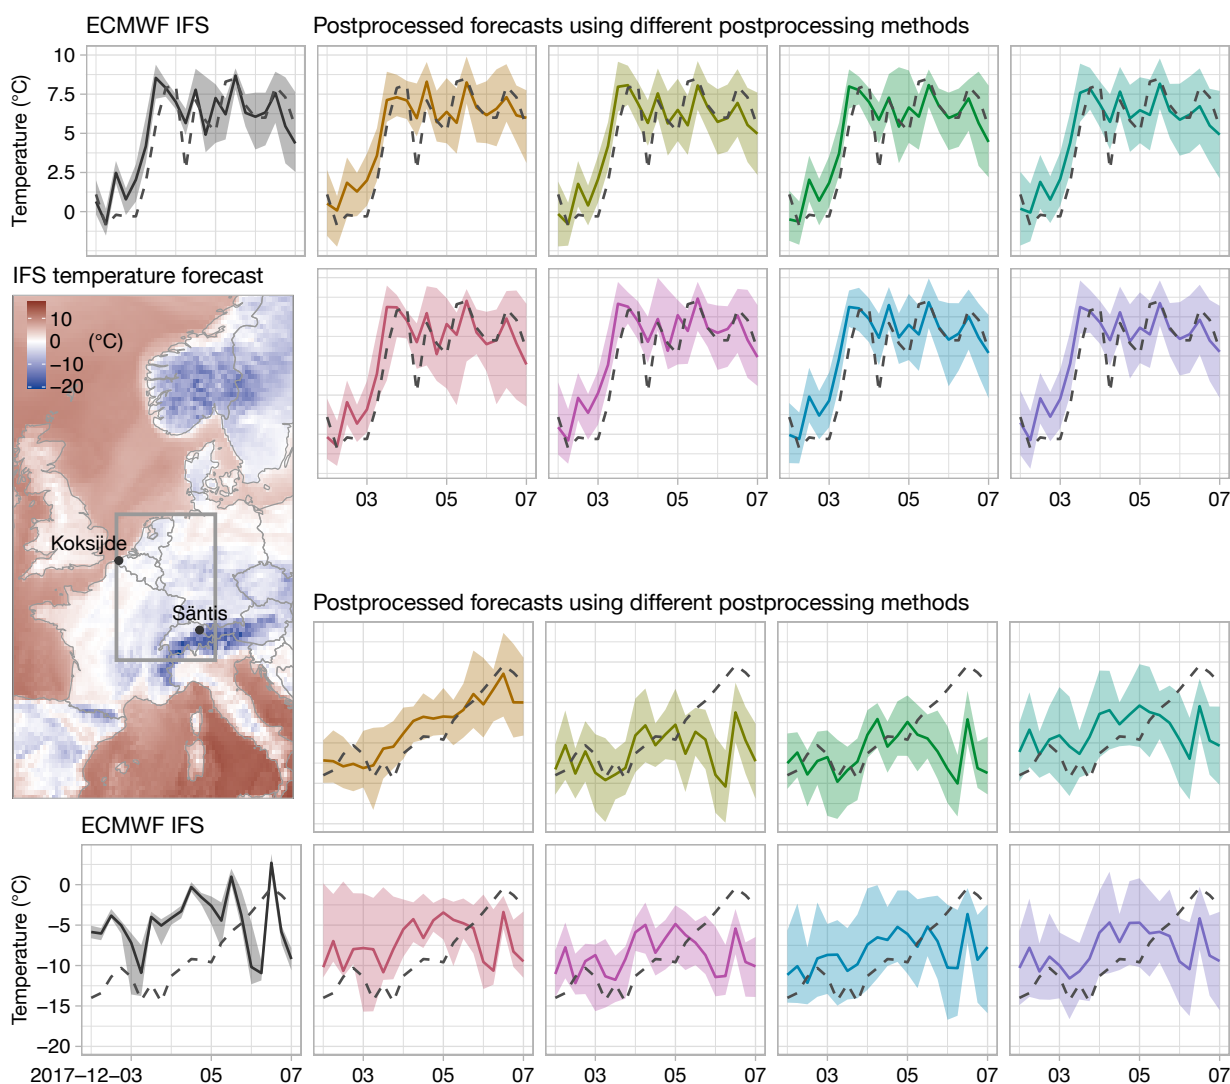 ECMWF IFS
Postprocessed forecasts using different postprocessing methods
Temperature (°C)
10
7.5
5
2.5
0
IFS temperature forecast
10
0
−10
−20
(°C)
Koksijde
Säntis
03 05 07
03 05 07
03 05 07
03 05 07
Postprocessed forecasts using different postprocessing methods
ECMWF IFS
Temperature (°C)
0
−5
−10
−15
−20
2017−12−03 05 07
03 05 07
03 05 07
03 05 07
03 05 07